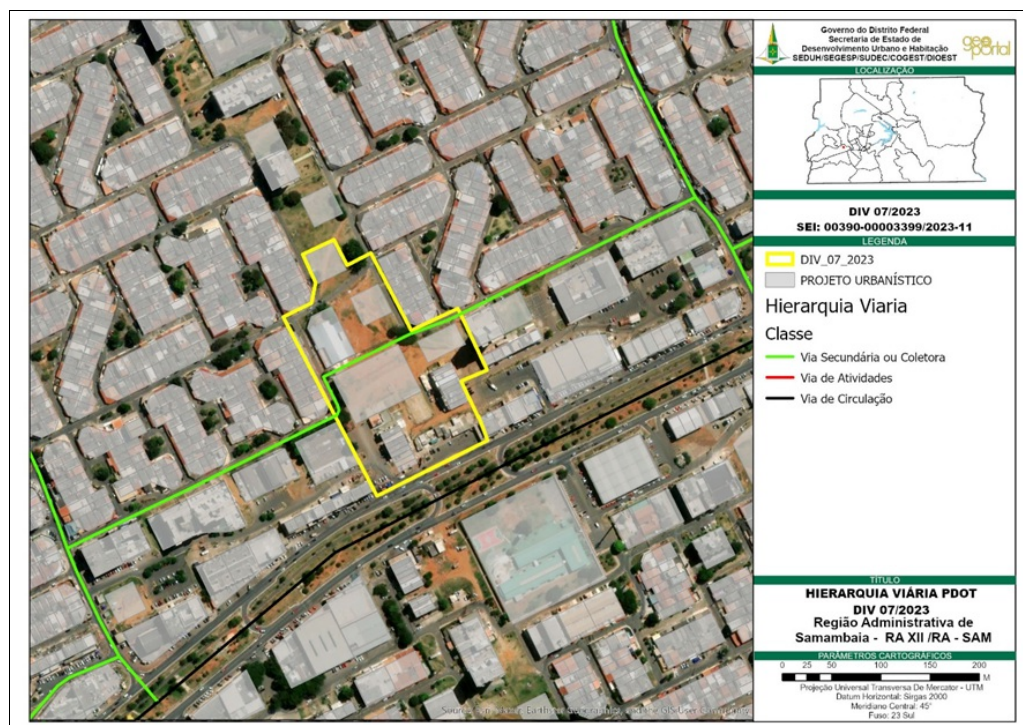 Governo do Distrito Federal
Secretaria de Estado de
Desenvolvimento Urbano e Habitação
SEDUH/SEGESP/SUDEC/COGEST/DIOEST
geo
portal
LOCALIZAÇÃO
DIV 07/2023
SEI: 00390-00003399/2023-11
LEGENDA
DIV_07_2023
PROJETO URBANÍSTICO
Hierarquia Viaria
Classe
Via Secundária ou Coletora
Via de Atividades
Via de Circulação
TÍTULO
HIERARQUIA VIÁRIA PDOT
DIV 07/2023
Região Administrativa de
Samambaia - RA XII /RA - SAM
PARÂMETROS CARTOGRÁFICOS
0 25 50 100 150 200
M
Projeção Universal Transversa De Mercator - UTM
Datum Horizontal: Sirgas 2000
Meridiano Central: 45°
Fuso: 23 Sul